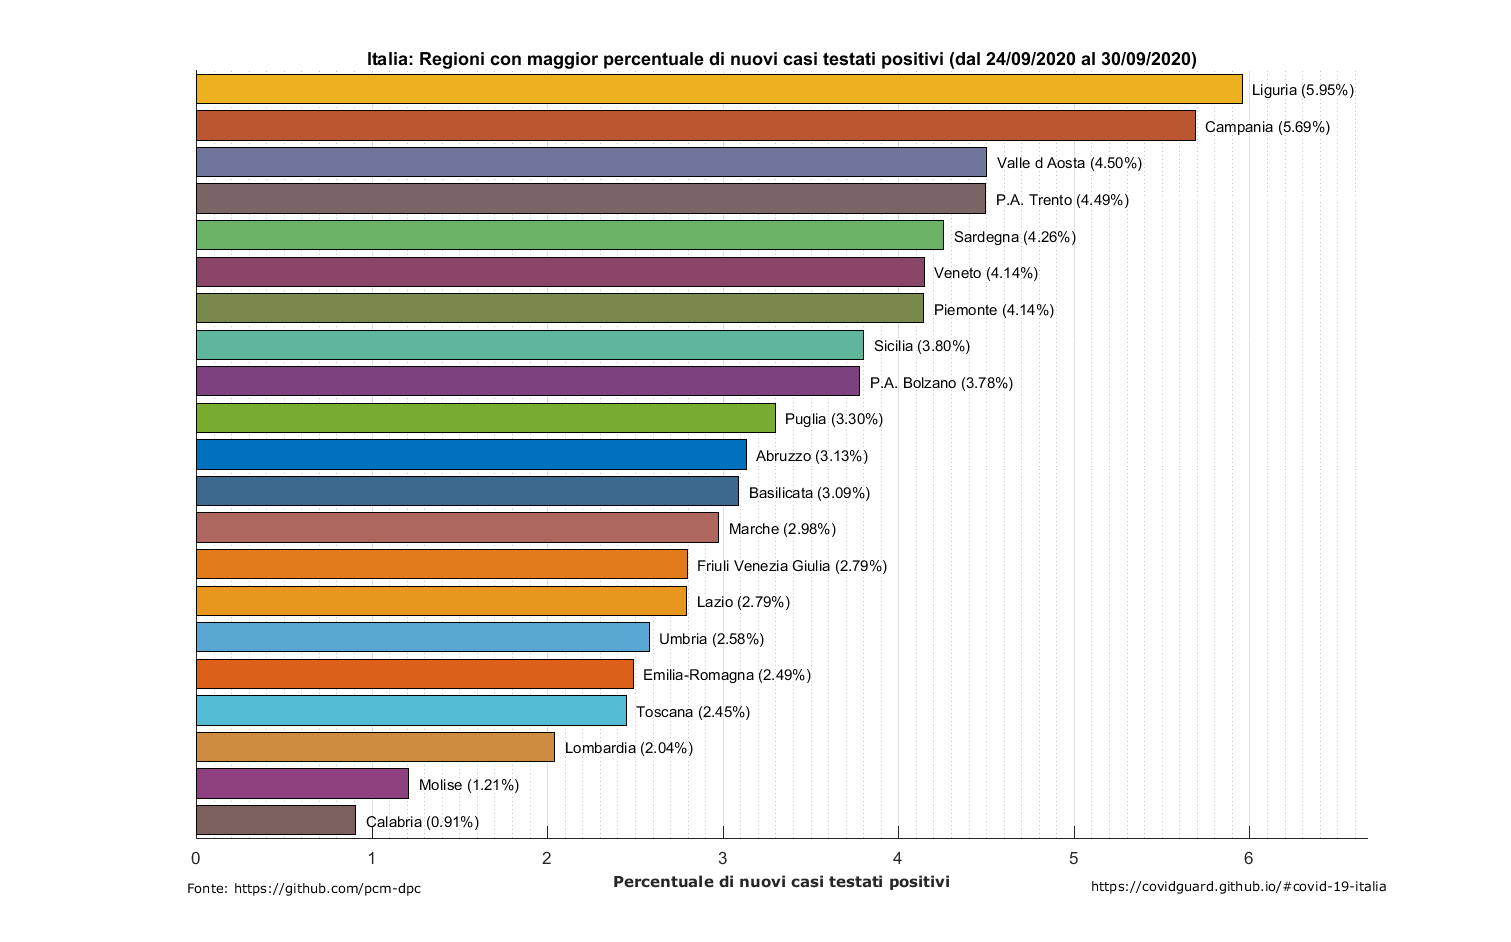 Italia: Regioni con maggior percentuale di nuovi casi testati positivi (dal 24/09/2020 al 30/09/2020)
Liguria (5.95%)
Campania (5.69%)
Valle d Aosta (4.50%)
P.A. Trento (4.49%)
Sardegna (4.26%)
Veneto (4.14%)
Piemonte (4.14%)
Sicilia (3.80%)
P.A. Bolzano (3.78%)
Puglia (3.30%)
Abruzzo (3.13%)
Basilicata (3.09%)
Marche (2.98%)
Friuli Venezia Giulia (2.79%)
Lazio (2.79%)
Umbria (2.58%)
Emilia-Romagna (2.49%)
Toscana (2.45%)
Lombardia (2.04%)
Molise (1.21%)
Calabria (0.91%)
0 1 2 3 4 5 6
Percentuale di nuovi casi testati positivi
Fonte: https://github.com/pcm-dpc
https://covidguard.github.io/#covid-19-italia